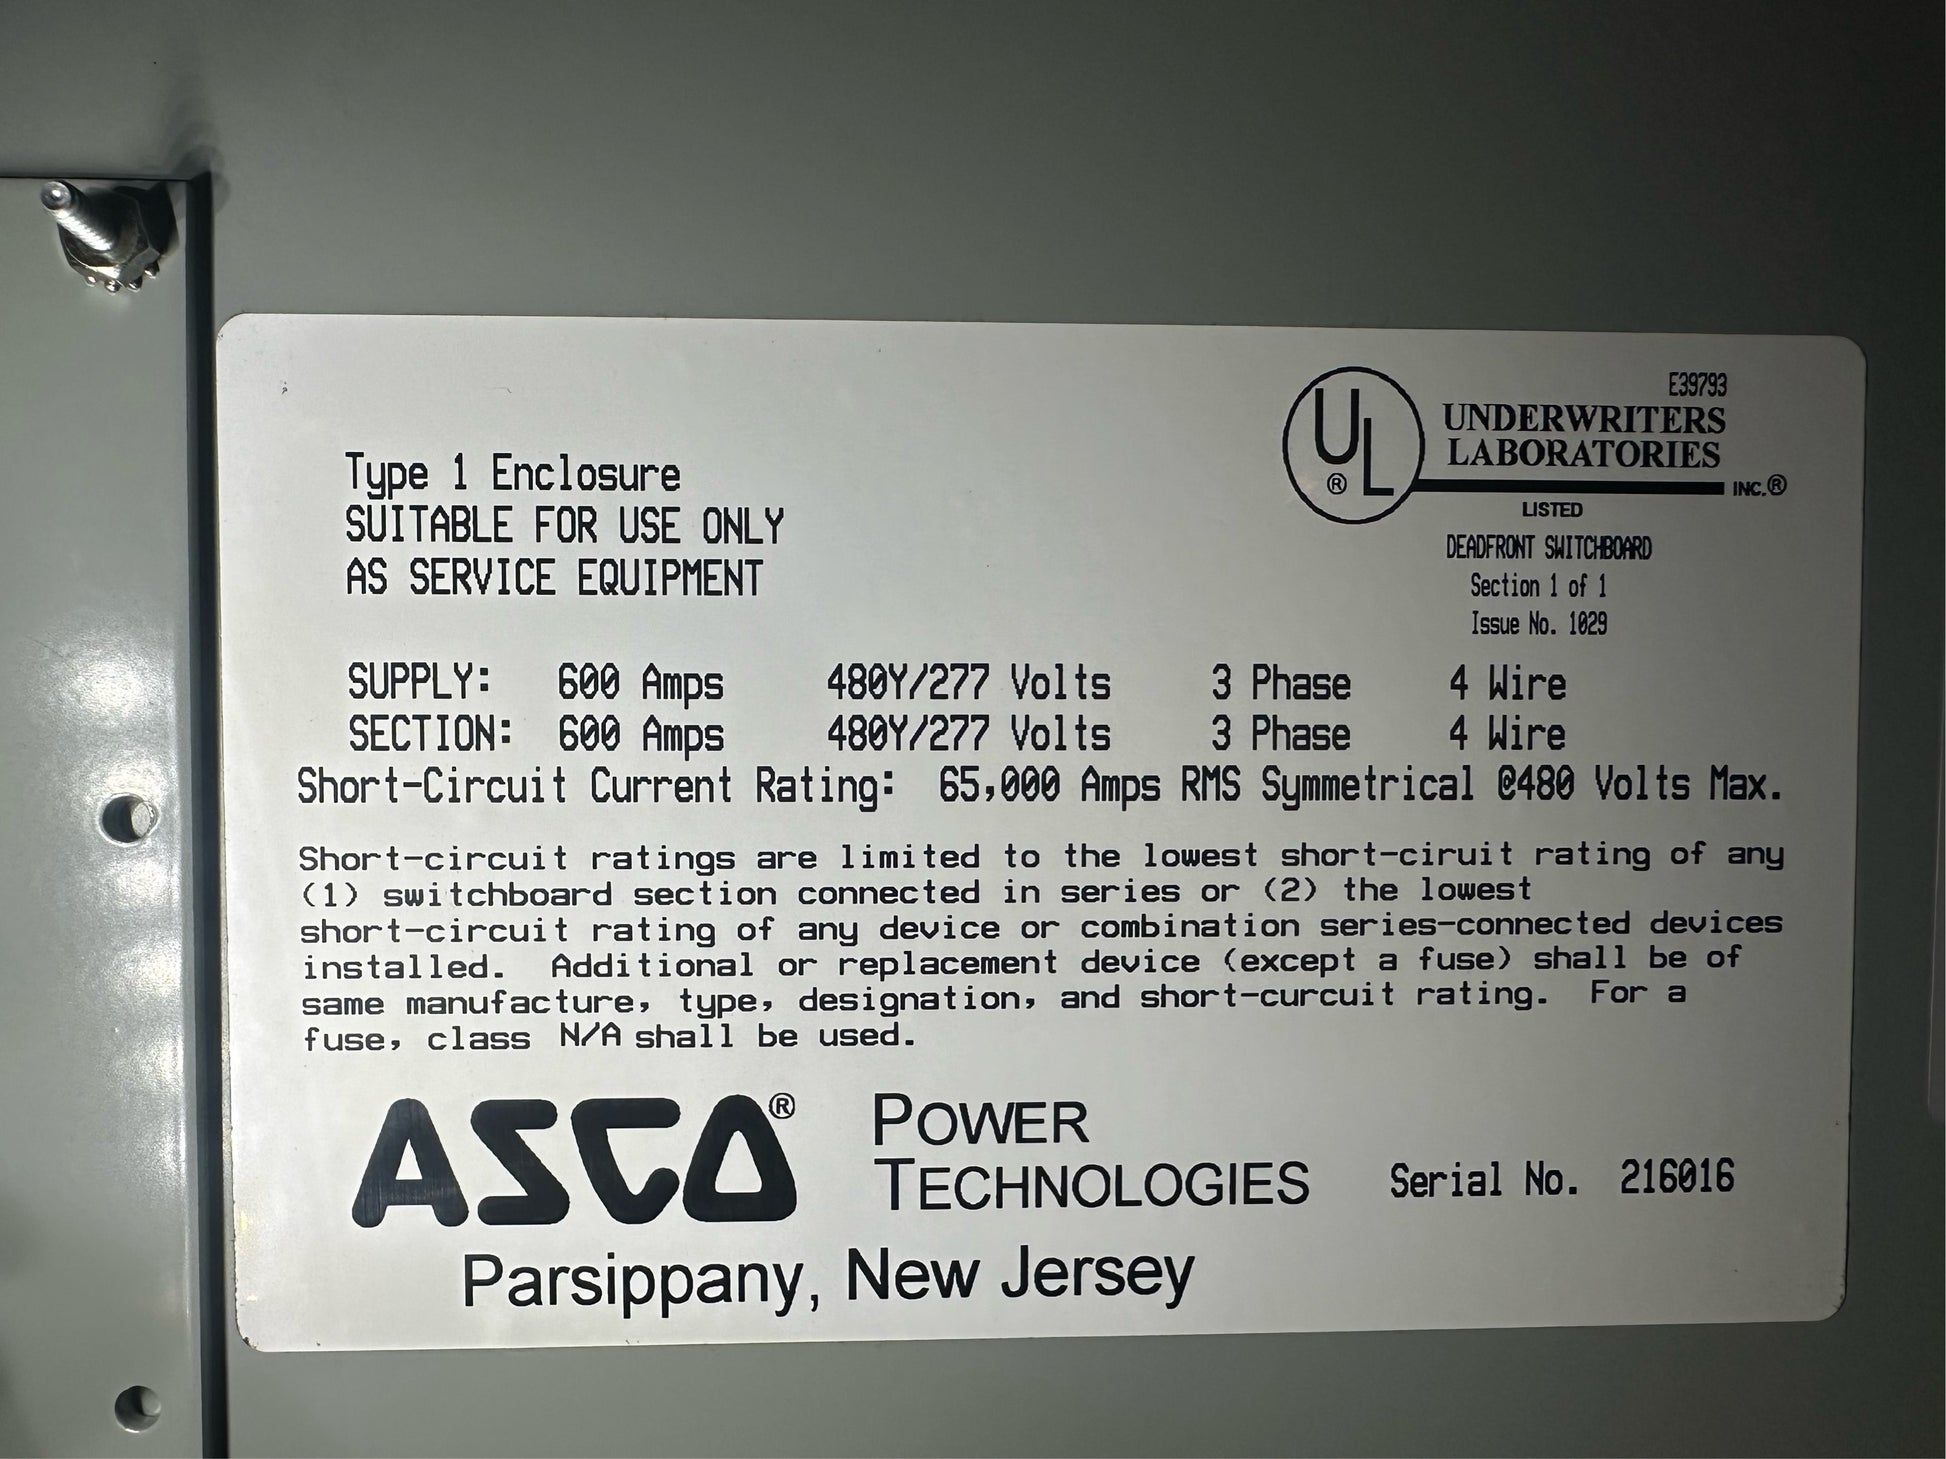 E39793
UL ®
UNDERWRITERS
LABORATORIES
INC.®
LISTED
DEADFRONT SWITCHBOARD
Section 1 of 1
Issue No. 1029
Type 1 Enclosure
SUITABLE FOR USE ONLY
AS SERVICE EQUIPMENT
SUPPLY: 600 Amps 480Y/277 Volts 3 Phase 4 Wire
SECTION: 600 Amps 480Y/277 Volts 3 Phase 4 Wire
Short-Circuit Current Rating: 65,000 Amps RMS Symmetrical @480 Volts Max.
Short-circuit ratings are limited to the lowest short-ciruit rating of any
(1) switchboard section connected in series or (2) the lowest
short-circuit rating of any device or combination series-connected devices
installed. Additional or replacement device (except a fuse) shall be of
same manufacture, type, designation, and short-curcuit rating. For a
fuse, class N/A shall be used.
ASCO® POWER
TECHNOLOGIES
Serial No. 216016
Parsippany, New Jersey